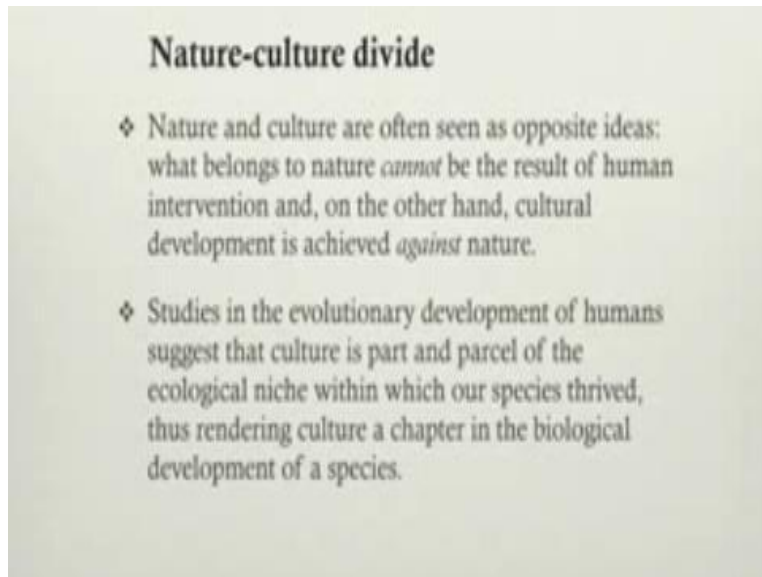 Nature-culture divide
❖ Nature and culture are often seen as opposite ideas:
what belongs to nature cannot be the result of human
intervention and, on the other hand, cultural
development is achieved against nature.
❖ Studies in the evolutionary development of humans
suggest that culture is part and parcel of the
ecological niche within which our species thrived,
thus rendering culture a chapter in the biological
development of a species.